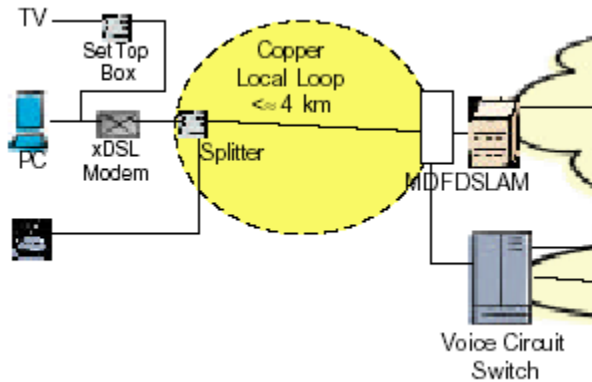 TV
Set Top
Box
Copper
Local Loop
<≈ 4 km
PC
xDSL
Modem
Splitter
MDFDSLAM
Voice Circuit
Switch